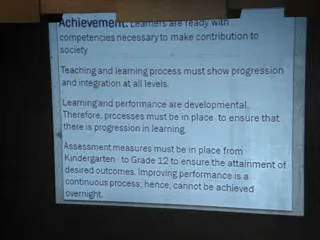 Achievement: Learners are ready with
competencies necessary to make contribution to
society
Teaching and learning process must show progression
and integration at all levels.
Learning and performance are developmental.
Therefore, processes must be in place to ensure that
there is progression in learning.
Assessment measures must be in place from
Kindergarten to Grade 12 to ensure the attainment of
desired outcomes. Improving performance is a
continuous process; hence, cannot be achieved
overnight.